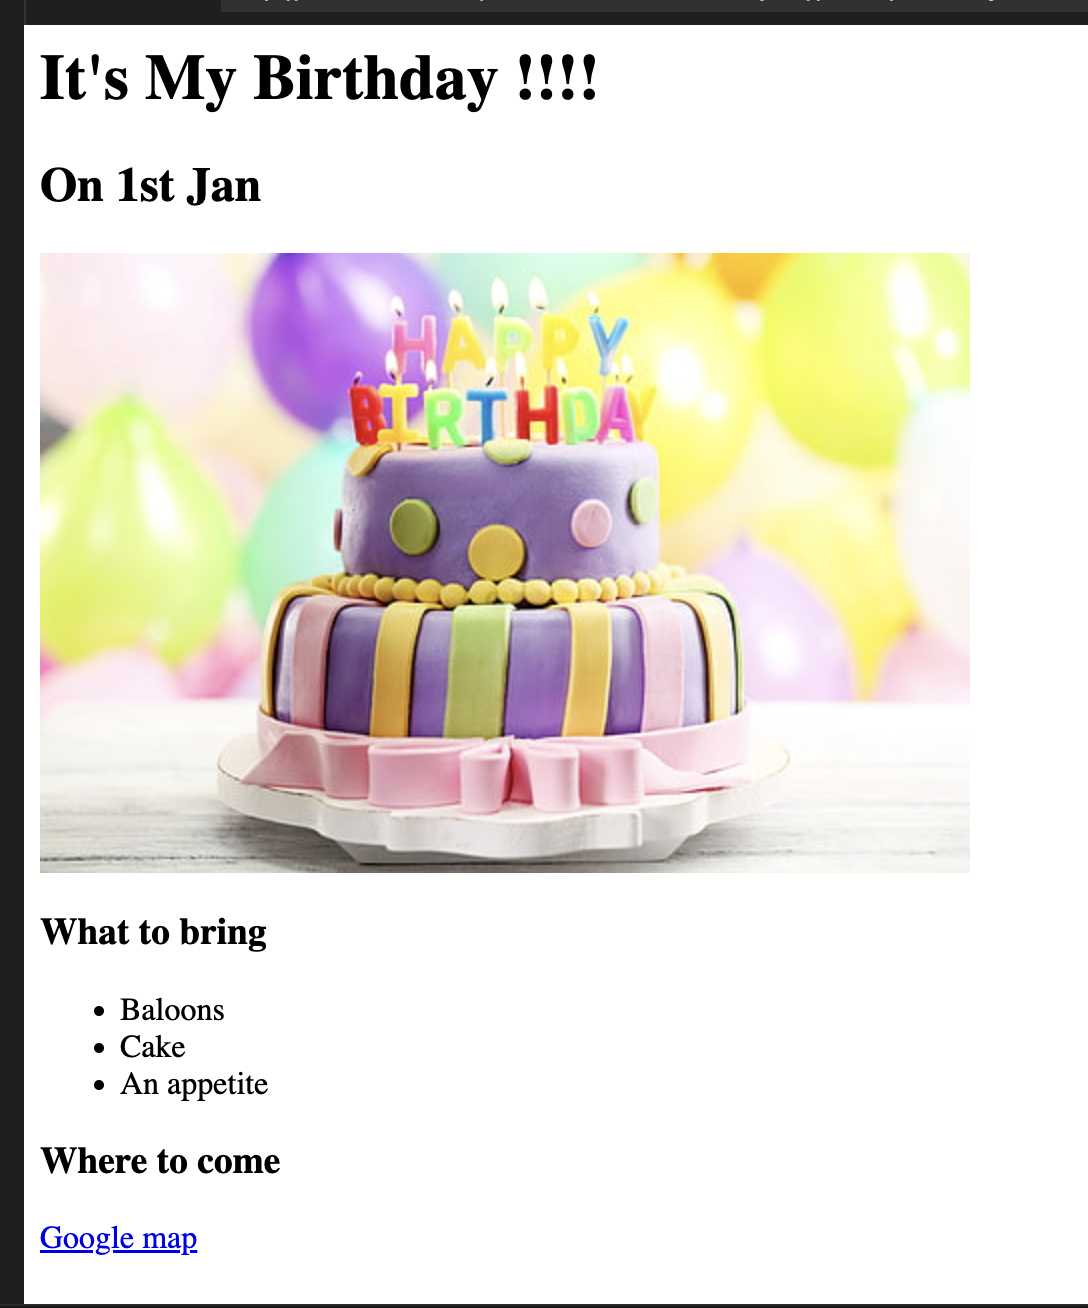 It's My Birthday !!!!
On 1st Jan
HAPPY
BIRTHDAY
What to bring
Baloons
Cake
An appetite
Where to come
Google map